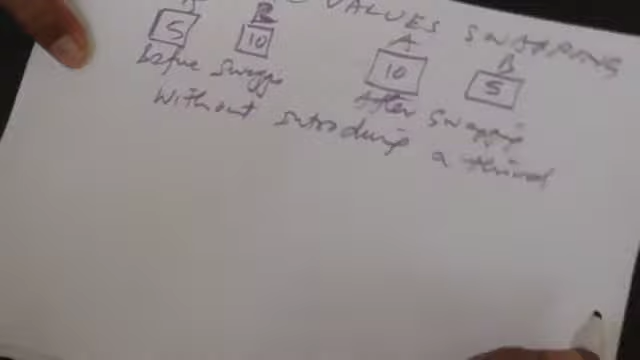 VALUES SWAPPING
A B A B
5 10 10 5
Before Swapping After Swapping
Without introducing a third